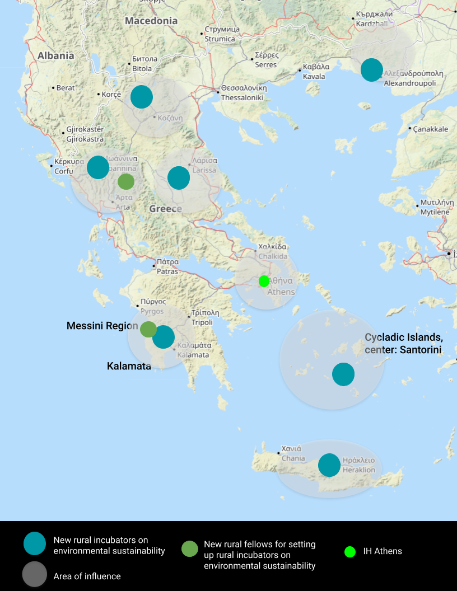 Macedonia
Кърджали
Kardzhali
Струмица
Strumica
Albania
Битола
Bitola
Σέρρες
Serres
Καβάλα
Kavala
Αλεξανδρούπολη
Alexandroupoli
Berat
Korçë
Θεσσαλονίκη
Thessaloniki
Κοζάνη
Gjirokastër
Gjirokastra
Çanakkale
Κέρκυρα
Corfu
Ιωάννινα
Ioannina
Λάρισα
Larissa
Άρτα
Arta
Greece
Μυτιλήνη
Mytilene
Χαλκίδα
Chalkida
Πάτρα
Patras
Αθήνα
Athens
Πύργος
Pyrgos
Τρίπολη
Tripoli
Messini Region
Καλαμάτα
Kalamata
Kalamata
Cycladic Islands,
center: Santorini
Χανιά
Chania
Ηράκλειο
Heraklion
New rural incubators on
environmental sustainability
New rural fellows for setting
up rural incubators on
environmental sustainability
IH Athens
Area of influence